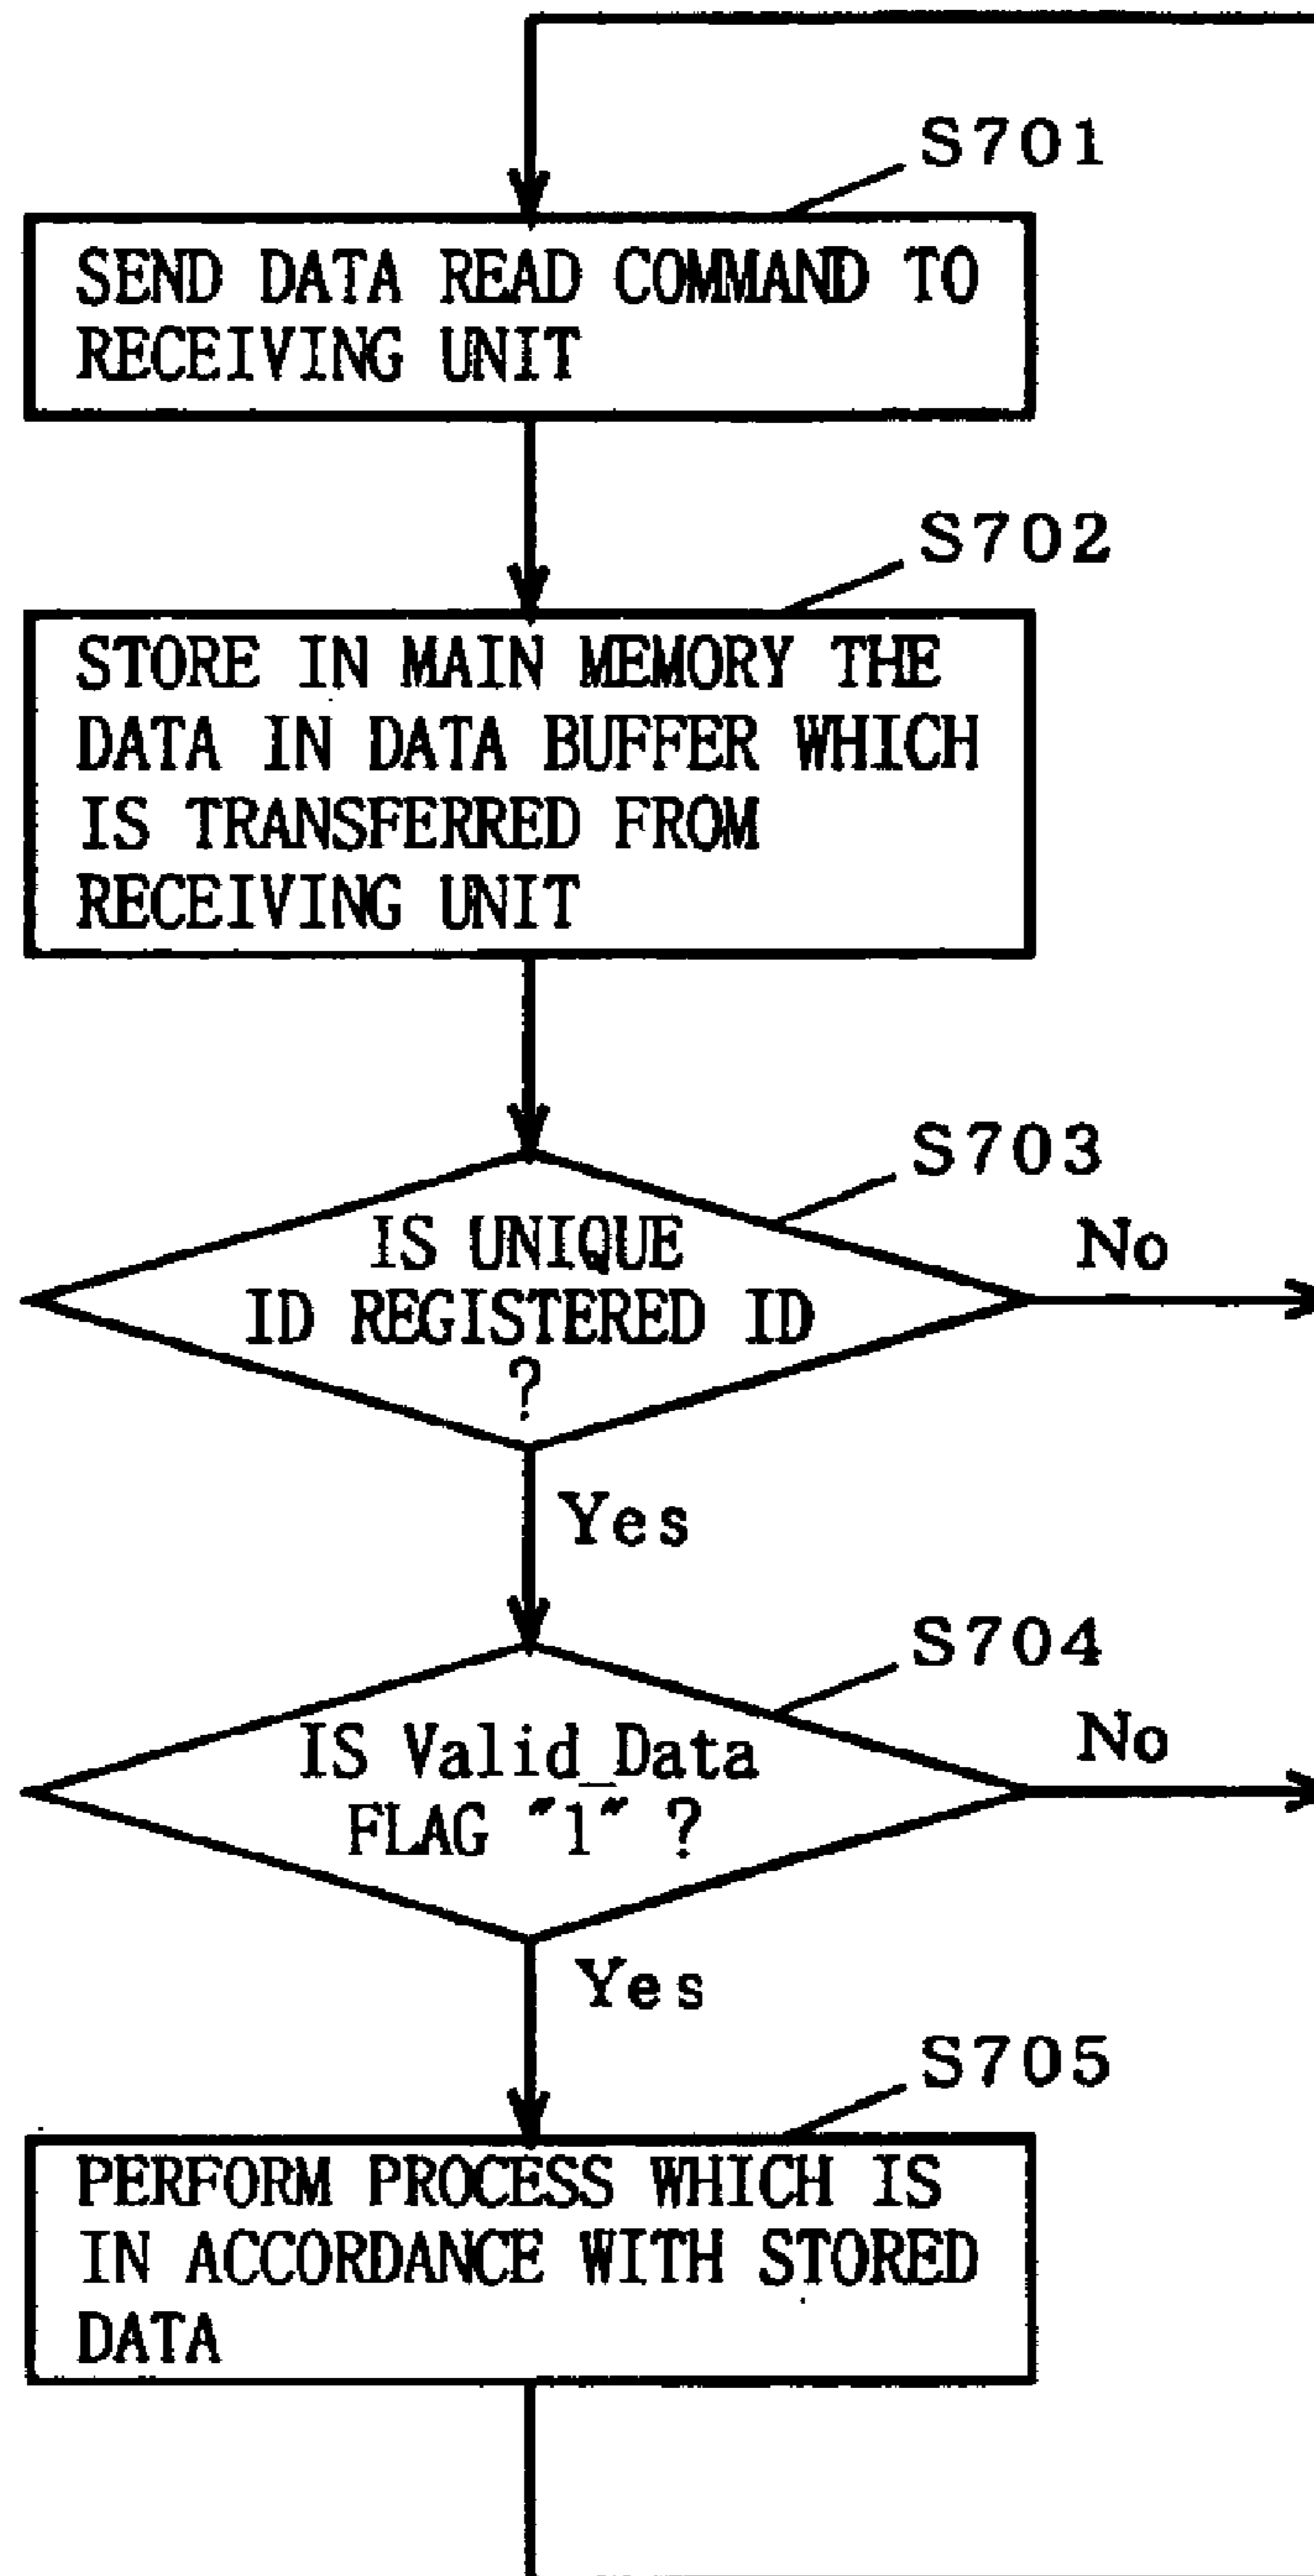 S701
SEND DATA READ COMMAND TO
RECEIVING UNIT
S702
STORE IN MAIN MEMORY THE
DATA IN DATA BUFFER WHICH
IS TRANSFERRED FROM
RECEIVING UNIT
S703
IS UNIQUE
ID REGISTERED ID
?
No
Yes
S704
IS Valid_Data
FLAG "1" ?
No
Yes
S705
PERFORM PROCESS WHICH IS
IN ACCORDANCE WITH STORED
DATA